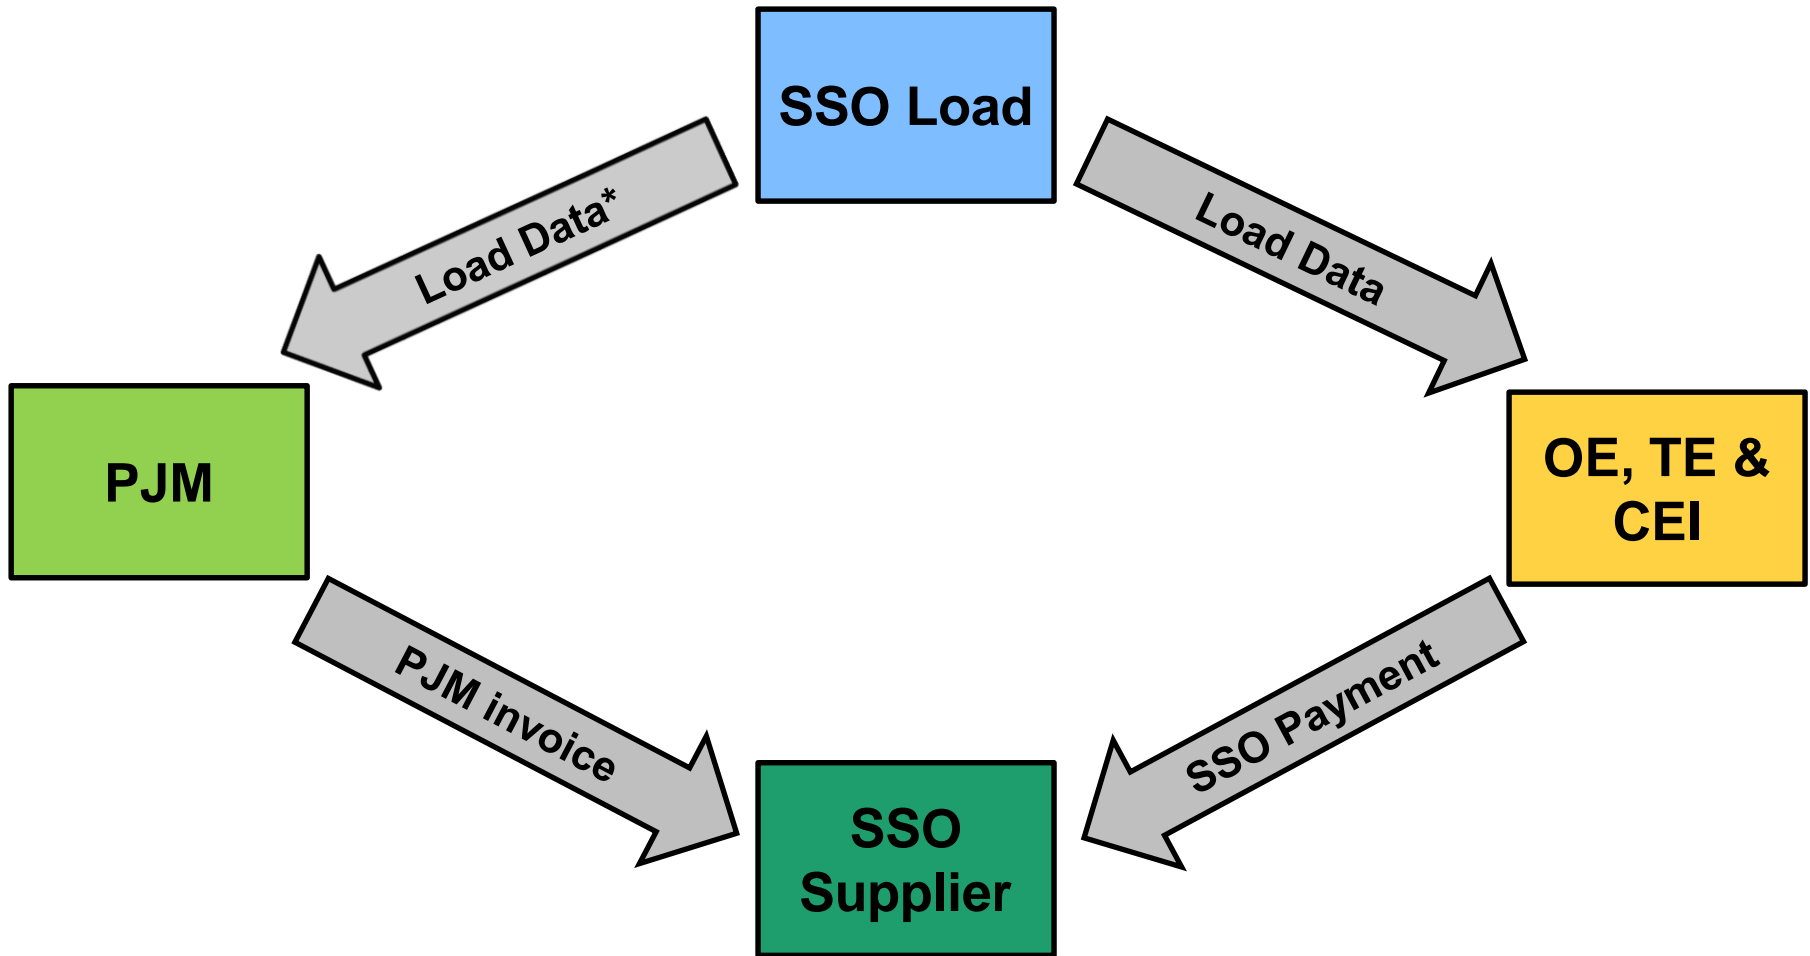 SSO Load
Load Data*
Load Data
PJM
OE, TE &
CEI
PJM invoice
SSO Payment
SSO
Supplier